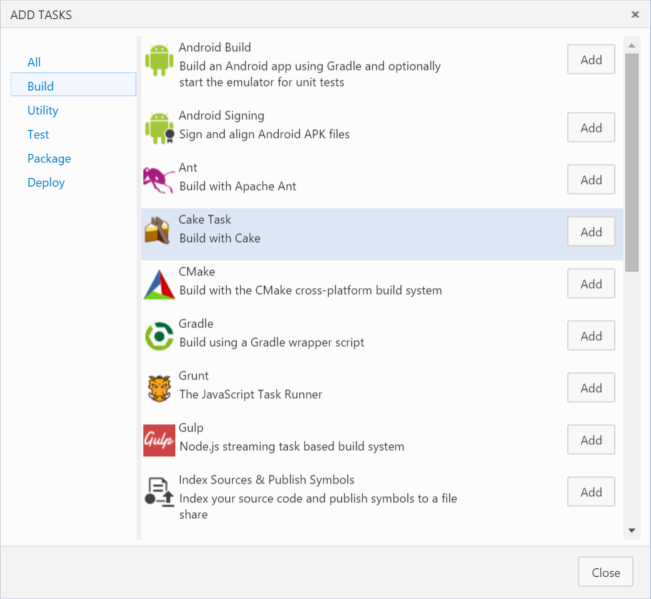 ADD TASKS
All
Build
Utility
Test
Package
Deploy
Android Build
Build an Android app using Gradle and optionally
start the emulator for unit tests
Add
Android Signing
Sign and align Android APK files
Add
Ant
Build with Apache Ant
Add
Cake Task
Build with Cake
Add
CMake
Build with the CMake cross-platform build system
Add
Gradle
Build using a Gradle wrapper script
Add
Grunt
The JavaScript Task Runner
Add
Gulp
Gulp
Node.js streaming task based build system
Add
Index Sources & Publish Symbols
Index your source code and publish symbols to a file
share
Add
Close